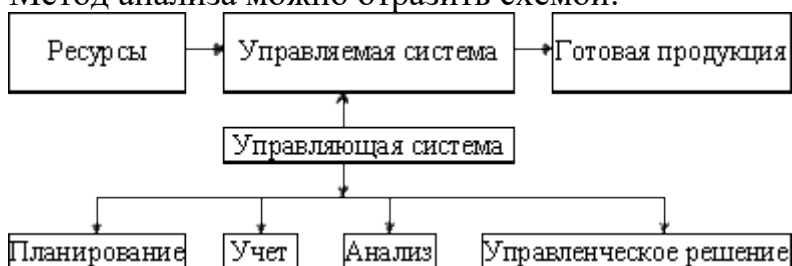 Метод анализа можно отразить схемой:
Ресурсы Управляемая система Готовая продукция
Управляющая система
Планирование Учет Анализ Управленческое решение